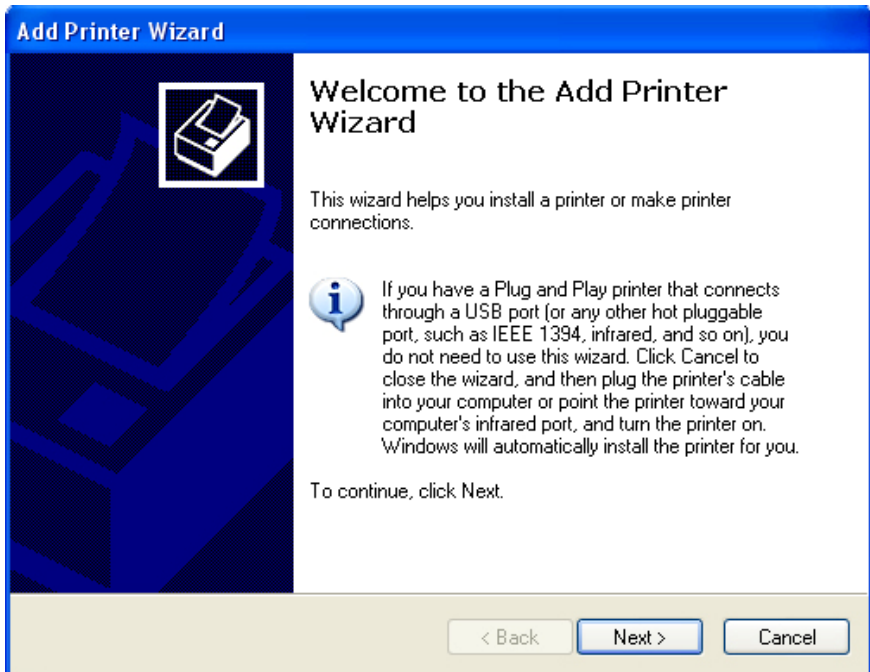 Add Printer Wizard
Welcome to the Add Printer
Wizard
This wizard helps you install a printer or make printer
connections.
If you have a Plug and Play printer that connects
through a USB port (or any other hot pluggable
port, such as IEEE 1394, infrared, and so on), you
do not need to use this wizard. Click Cancel to
close the wizard, and then plug the printer's cable
into your computer or point the printer toward your
computer's infrared port, and turn the printer on.
Windows will automatically install the printer for you.
To continue, click Next.
< Back Next > Cancel